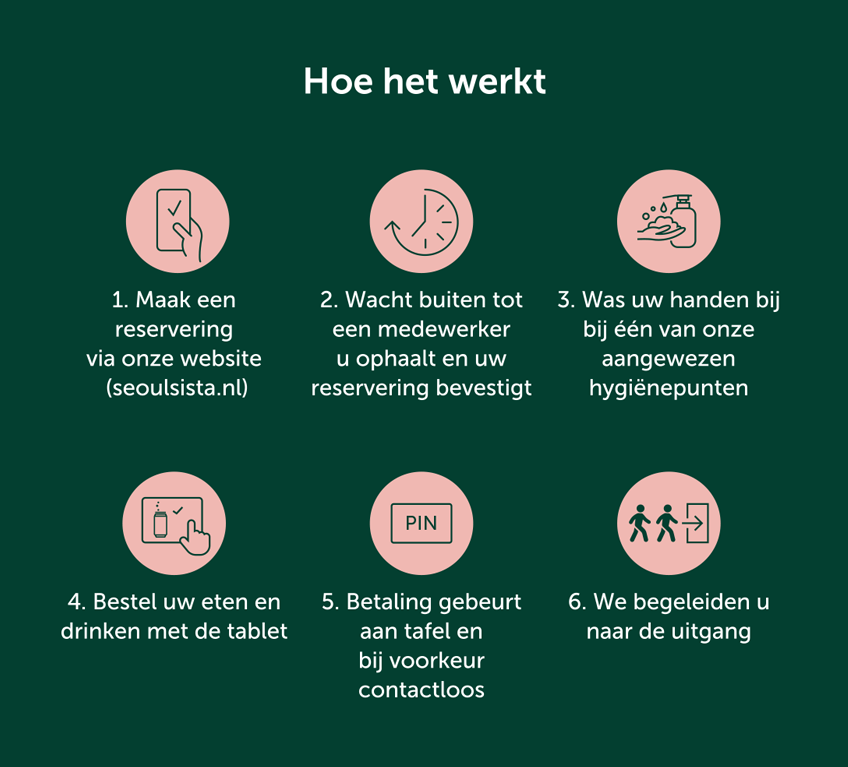 Hoe het werkt
1. Maak een
reservering
via onze website
(seoulsista.nl)
2. Wacht buiten tot
een medewerker
u ophaalt en uw
reservering bevestigt
3. Was uw handen bij
bij één van onze
aangewezen
hygiënepunten
4. Bestel uw eten en
drinken met de tablet
PIN
5. Betaling gebeurt
aan tafel en
bij voorkeur
contactloos
6. We begeleiden u
naar de uitgang